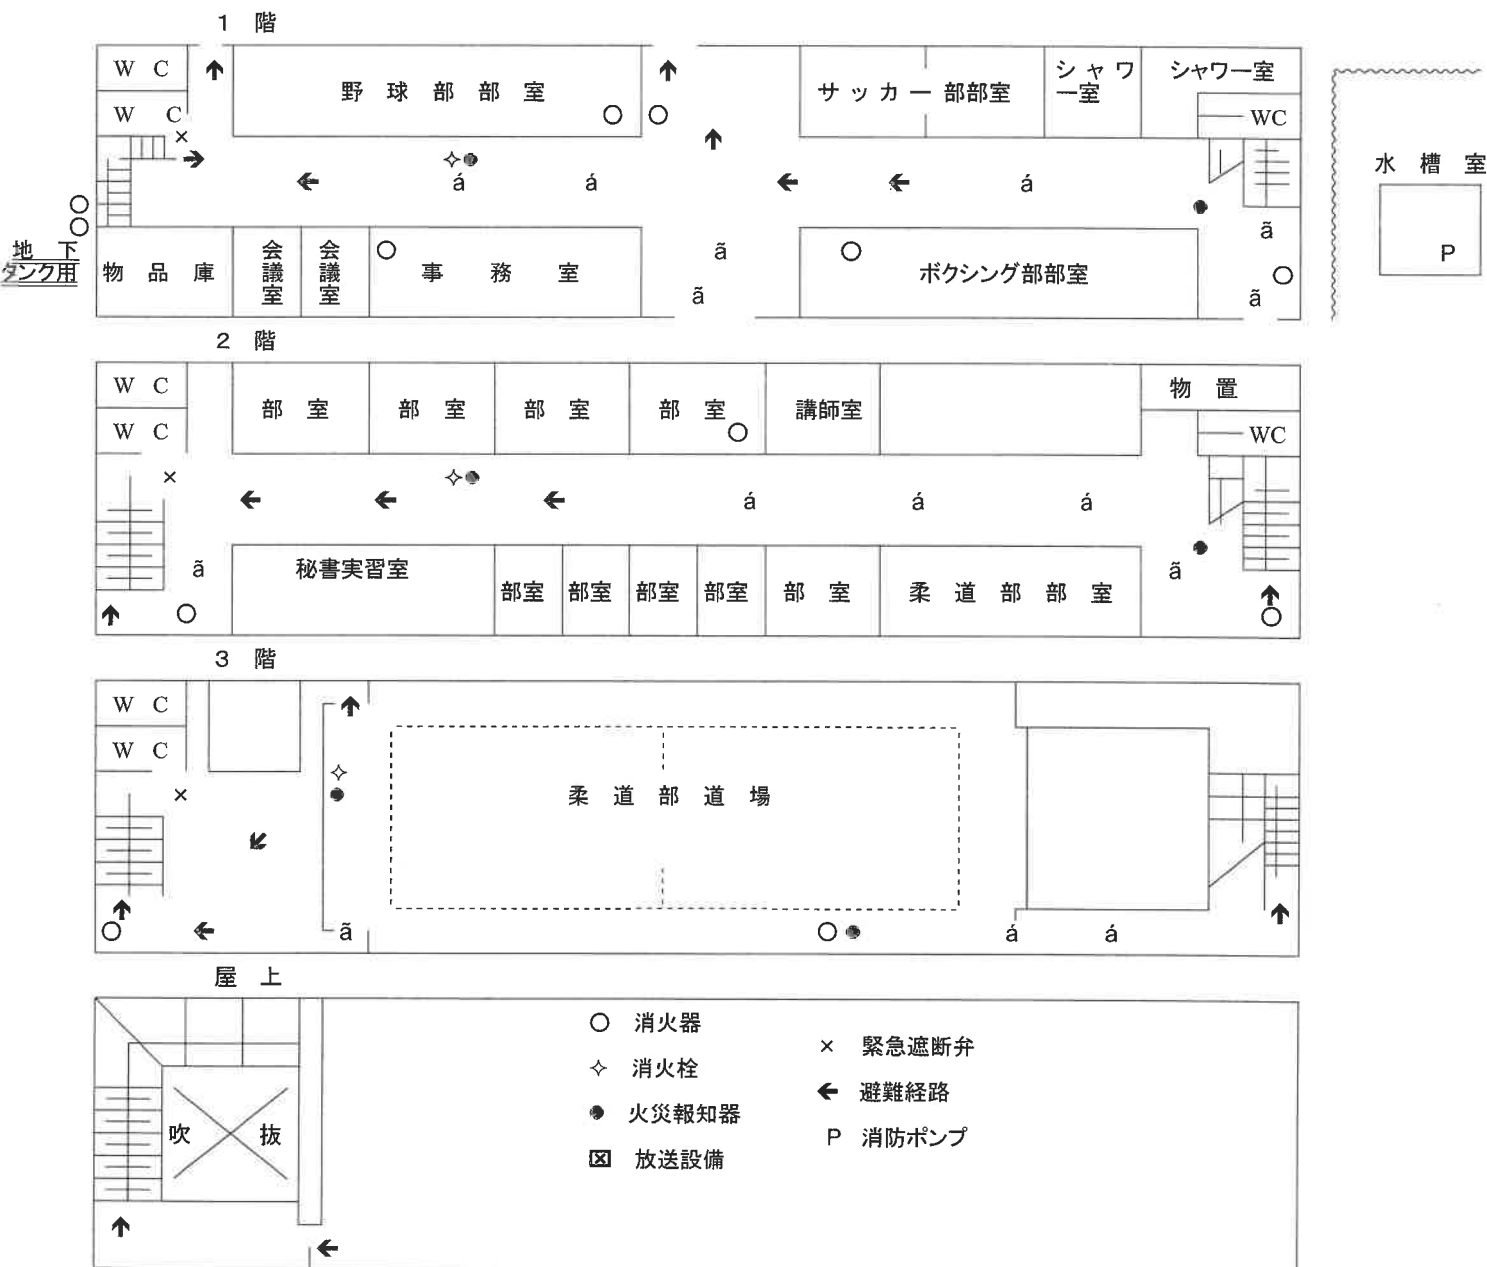 1 階
W C
野 球 部 部 室
サ ッ カ ー 部部室
シ ャ ワ
ー室
シャワー室
W C
WC
×
水 槽 室
á á á
ã
地 下
タンク用
物 品 庫
会議室
会議室
事 務 室
ã
ボクシング部部室
P
ã
ã
2 階
W C
部 室
部 室
部 室
部 室
講師室
物 置
W C
WC
×
á á á
ã
秘書実習室
ã
部室
部室
部室
部室
部 室
柔 道 部 部 室
3 階
W C
W C
×
柔 道 部 道 場
ã
á á
屋 上
吹 抜
消火器
消火栓
火災報知器
放送設備
× 緊急遮断弁
避難経路
P 消防ポンプ